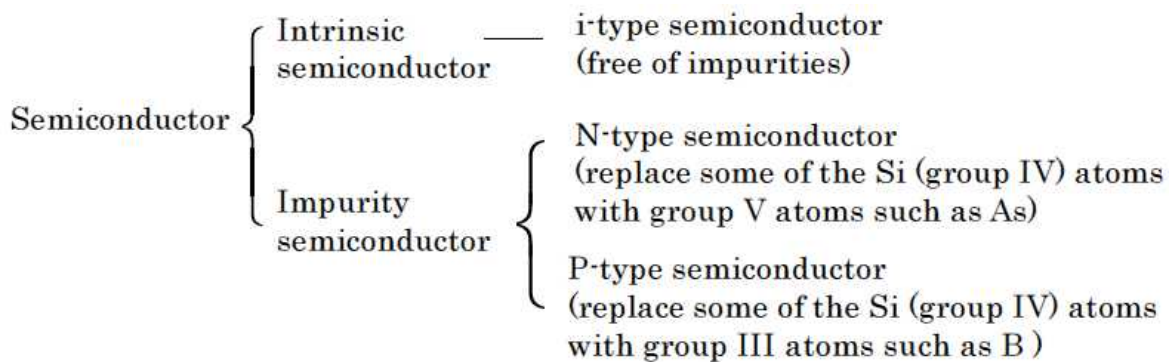 Semiconductor
Intrinsic
semiconductor
i-type semiconductor
(free of impurities)
Impurity
semiconductor
N-type semiconductor
(replace some of the Si (group IV) atoms
with group V atoms such as As)
P-type semiconductor
(replace some of the Si (group IV) atoms
with group III atoms such as B )